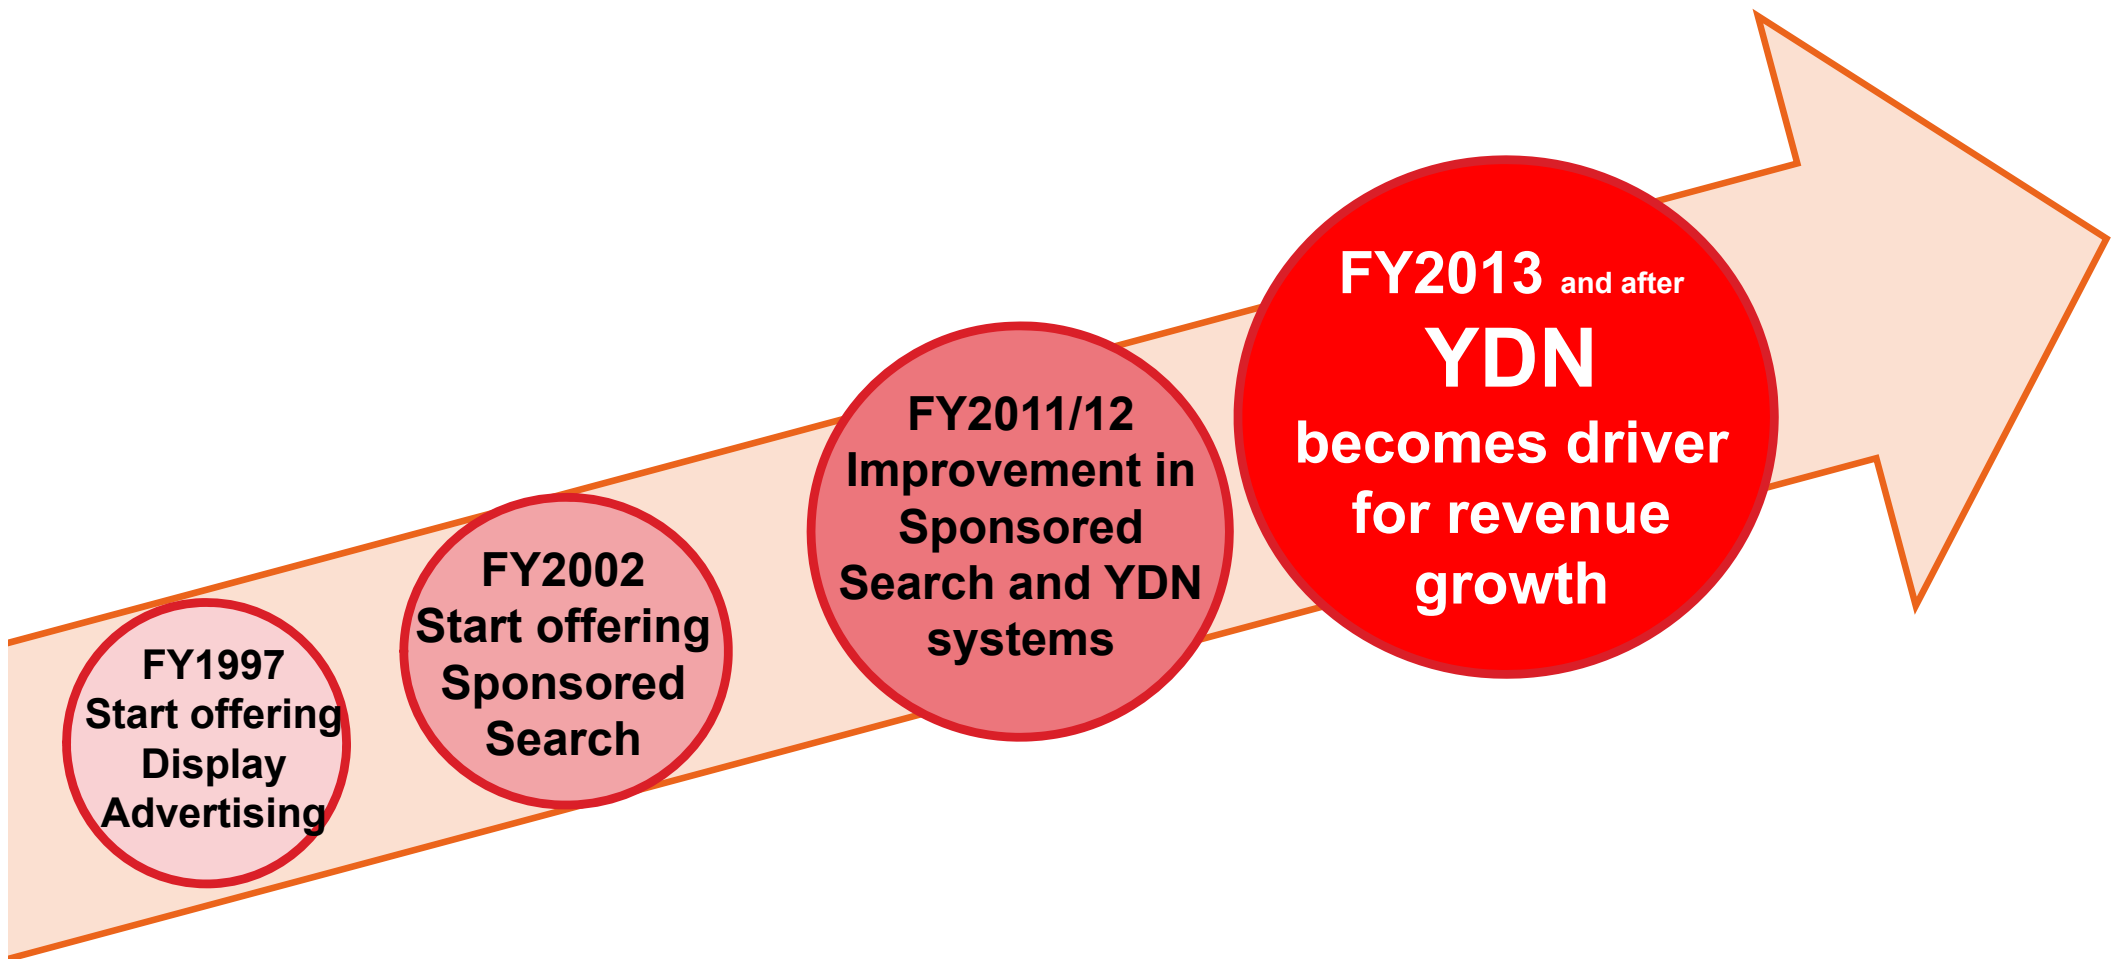 FY1997
Start offering
Display
Advertising
FY2002
Start offering
Sponsored
Search
FY2011/12
Improvement in
Sponsored
Search and YDN
systems
FY2013 and after
YDN
becomes driver
for revenue
growth